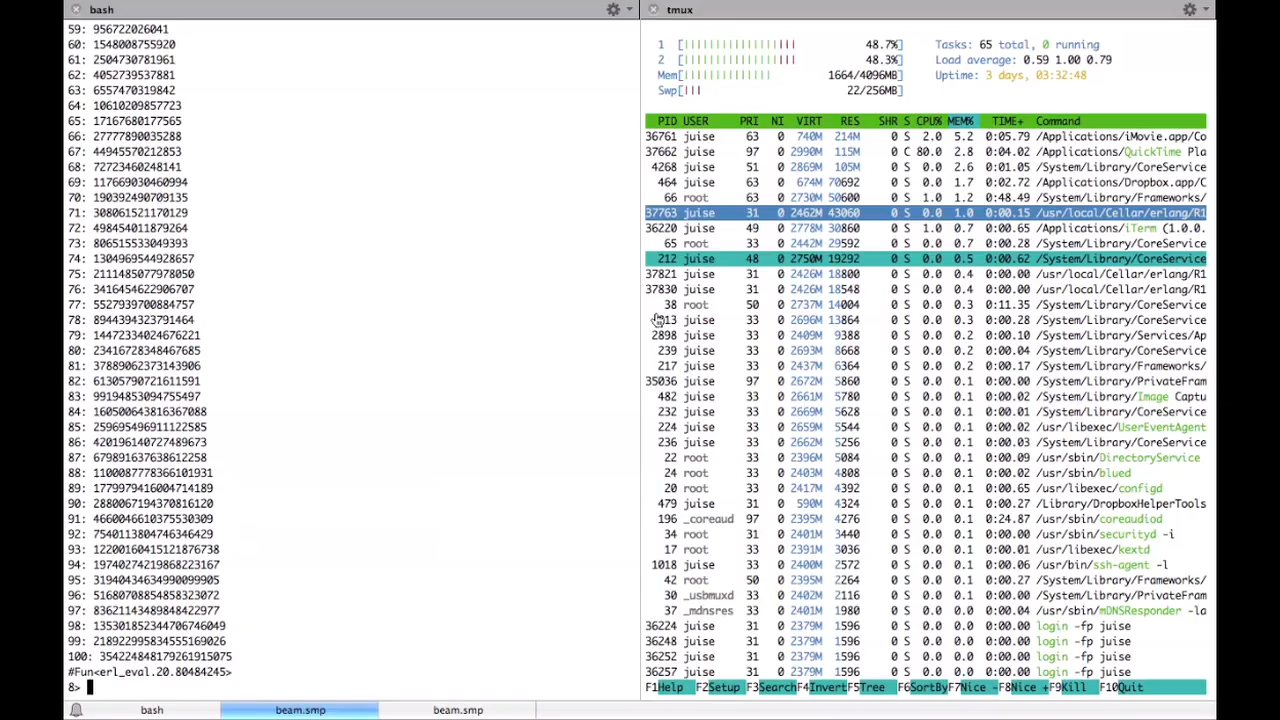 bash
59: 956722026041
60: 1548008755920
61: 2504730781961
62: 4052739537881
63: 6557470319842
64: 10610209857723
65: 17167680177565
66: 27777890035288
67: 44945570212853
68: 72723460248141
69: 117669030460994
70: 190392490709135
71: 308061521170129
72: 498454011879264
73: 806515533049393
74: 1304969544928657
75: 2111485077978050
76: 3416454622906707
77: 5527939700884757
78: 8944394323791464
79: 14472334024676221
80: 23416728348467685
81: 37889062373143906
82: 61305790721611591
83: 99194853094755497
84: 160500643816367088
85: 259695496911122585
86: 420196140727489673
87: 679891637638612258
88: 1100087778366101931
89: 1779979416004714189
90: 2880067194370816120
91: 4660046610375530309
92: 7540113804746346429
93: 12200160415121876738
94: 19740274219868223167
95: 31940434634990099905
96: 51680708854858323072
97: 83621143489848422977
98: 135301852344706746049
99: 218922995834555169026
100: 354224848179261915075
#Fun<erl_eval.20.80484245>
8>
tmux
1 [||||||||||||||||| 48.7%] Tasks: 65 total, 0 running
2 [||||||||||||||||| 48.3%] Load average: 0.59 1.00 0.79
Mem[||||||||||||| 1664/4096MB] Uptime: 3 days, 03:32:48
Swp[||| 22/256MB]
PID USER PRI NI VIRT RES SHR S CPU% MEM% TIME+ Command
36761 juise 63 0 740M 214M 0 S 2.0 5.2 0:05.79 /Applications/iMovie.app/Co
37662 juise 97 0 2990M 115M 0 C 80.0 2.8 0:04.02 /Applications/QuickTime Pla
4268 juise 51 0 2869M 105M 0 S 0.0 2.6 0:01.05 /System/Library/CoreService
464 juise 63 0 674M 70692 0 S 0.0 1.7 0:02.72 /Applications/Dropbox.app/C
66 root 63 0 2730M 50600 0 S 1.0 1.2 0:48.49 /System/Library/Frameworks/
37763 juise 31 0 2462M 43060 0 S 0.0 1.0 0:00.15 /usr/local/Cellar/erlang/R1
36220 juise 49 0 2778M 30860 0 S 1.0 0.7 0:00.65 /Applications/iTerm (1.0.0.
65 root 33 0 2442M 29592 0 S 0.0 0.7 0:00.28 /System/Library/CoreService
212 juise 48 0 2750M 19292 0 S 0.0 0.5 0:00.62 /System/Library/CoreService
37821 juise 31 0 2426M 18800 0 S 0.0 0.4 0:00.00 /usr/local/Cellar/erlang/R1
37830 juise 31 0 2426M 18548 0 S 0.0 0.4 0:00.00 /usr/local/Cellar/erlang/R1
38 root 50 0 2737M 14004 0 S 0.0 0.3 0:11.35 /System/Library/CoreService
juise 33 0 2696M 13864 0 S 0.0 0.3 0:00.28 /System/Library/CoreService
2898 juise 33 0 2409M 9388 0 S 0.0 0.2 0:00.10 /System/Library/Services/Ap
239 juise 33 0 2693M 8668 0 S 0.0 0.2 0:00.04 /System/Library/CoreService
217 juise 33 0 2437M 6364 0 S 0.0 0.2 0:00.17 /System/Library/Frameworks/
35036 juise 97 0 2672M 5860 0 S 0.0 0.1 0:00.00 /System/Library/PrivateFram
482 juise 33 0 2661M 5780 0 S 0.0 0.1 0:00.00 /System/Library/Image Captu
232 juise 33 0 2669M 5628 0 S 0.0 0.1 0:00.01 /System/Library/CoreService
224 juise 33 0 2659M 5544 0 S 0.0 0.1 0:00.02 /usr/libexec/UserEventAgent
236 juise 33 0 2662M 5256 0 S 0.0 0.1 0:00.03 /System/Library/CoreService
22 root 33 0 2396M 5084 0 S 0.0 0.1 0:00.09 /usr/sbin/DirectoryService
24 root 33 0 2403M 4808 0 S 0.0 0.1 0:00.02 /usr/sbin/blued
20 root 33 0 2417M 4392 0 S 0.0 0.1 0:00.65 /usr/libexec/configd
479 juise 31 0 590M 4324 0 S 0.0 0.1 0:00.00 /Library/DropboxHelperTools
196 _coreaud 97 0 2395M 4276 0 S 0.0 0.1 0:24.87 /usr/sbin/coreaudiod
34 root 33 0 2401M 3440 0 S 0.0 0.1 0:00.00 /usr/sbin/securityd -i
17 root 33 0 2391M 3036 0 S 0.0 0.1 0:00.01 /usr/libexec/kextd
1018 juise 33 0 2400M 2572 0 S 0.0 0.1 0:00.06 /usr/bin/ssh-agent -l
42 root 50 0 2395M 2264 0 S 0.0 0.1 0:00.27 /System/Library/Frameworks/
30 _usbmuxd 33 0 2402M 2116 0 S 0.0 0.1 0:00.00 /System/Library/PrivateFram
37 _mdnsres 33 0 2401M 1980 0 S 0.0 0.0 0:00.04 /usr/sbin/mDNSResponder -la
36224 juise 31 0 2379M 1596 0 S 0.0 0.0 0:00.00 login -fp juise
36248 juise 31 0 2379M 1596 0 S 0.0 0.0 0:00.00 login -fp juise
36252 juise 31 0 2379M 1596 0 S 0.0 0.0 0:00.00 login -fp juise
36257 juise 31 0 2379M 1596 0 S 0.0 0.0 0:00.00 login -fp juise
F1Help F2Setup F3SearchF4InvertF5Tree F6SortByF7Nice -F8Nice +F9Kill F10Quit
bash beam.smp beam.smp